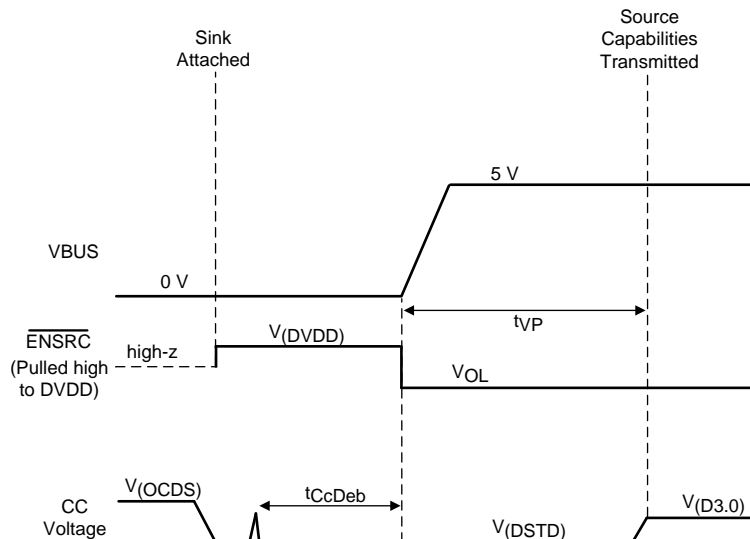 Sink
Attached
Source
Capabilities
Transmitted
5 V
VBUS
0 V
tVP
ENSRC
(Pulled high
to DVDD)
high-z
V(DVDD)
VOL
CC
Voltage
V(OCDS)
tCcDeb
V(DSTD)
V(D3.0)